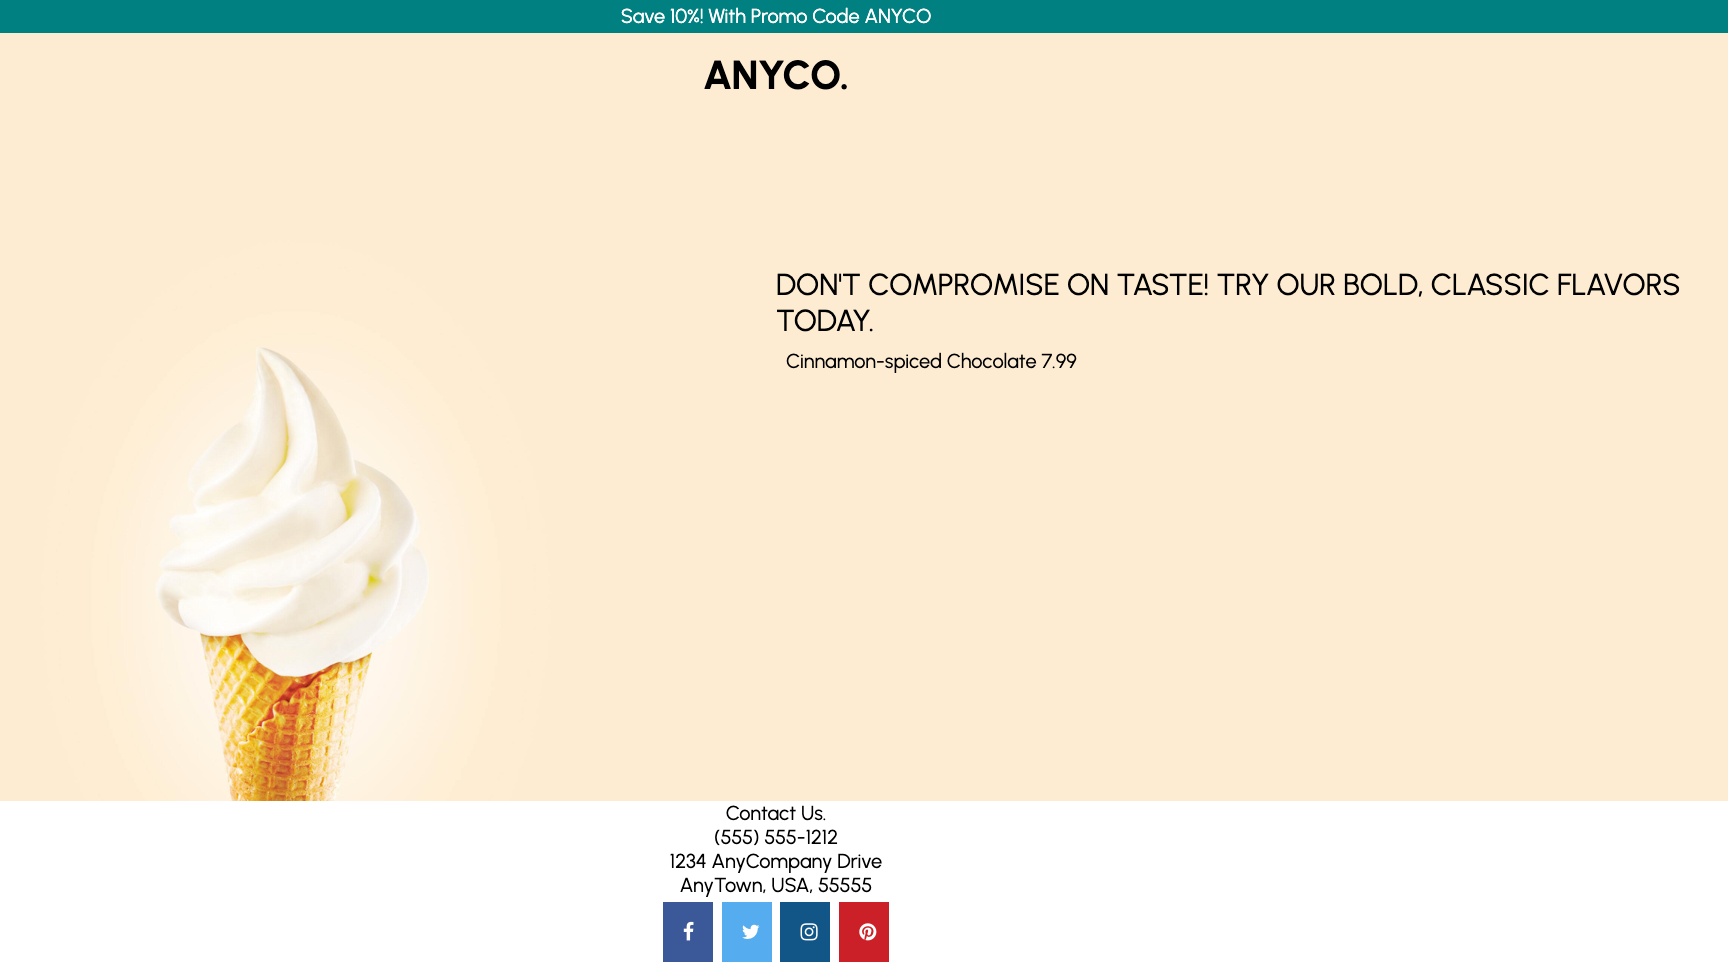 Save 10%! With Promo Code ANYCO
ANYCO.
DON'T COMPROMISE ON TASTE! TRY OUR BOLD, CLASSIC FLAVORS
TODAY.
Cinnamon-spiced Chocolate 7.99
Contact Us.
(555) 555-1212
1234 AnyCompany Drive
AnyTown, USA, 55555